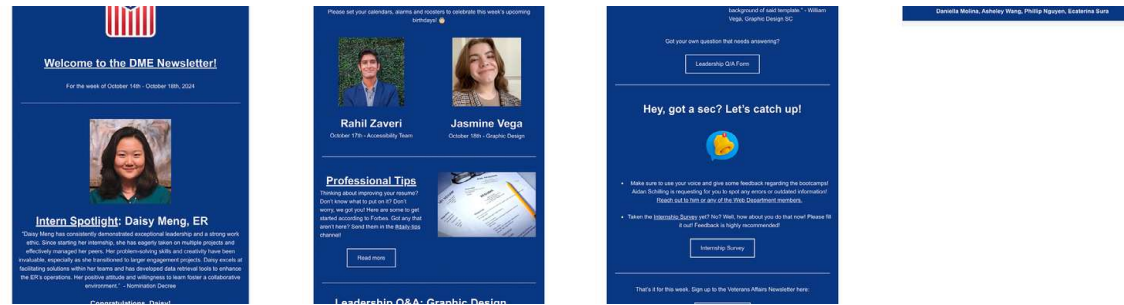 Welcome to the DME Newsletter!
For the week of October 14th - October 18th, 2024
Intern Spotlight: Daisy Meng, ER
"Daisy Meng has consistently demonstrated exceptional leadership and a strong work
ethic. Since starting her internship, she has eagerly taken on multiple projects and
effectively managed her peers. Her problem-solving skills and creativity have been
invaluable, especially as she transitioned to larger engagement projects. Daisy excels at
facilitating solutions within her teams and has developed data retrieval tools to enhance
the ER's operations. Her positive attitude and willingness to learn foster a collaborative
environment." - Nomination Decree
Congratulations, Daisy!
Please set your calendars, alarms and roosters to celebrate this week's upcoming
birthdays!
Rahil Zaveri
October 17th - Accessibility Team
Jasmine Vega
October 18th - Graphic Design
Professional Tips
Thinking about improving your resume?
Don't know what to put on it? Don't
worry, we got you! Here are some to get
started according to Forbes. Got any that
aren't here? Send them in the #daily-tips
channel!
Read more
Leadership Q&A: Graphic Design
background of said template." - William
Vega, Graphic Design SC
Got your own question that needs answering?
Leadership Q/A Form
Hey, got a sec? Let's catch up!
Make sure to use your voice and give some feedback regarding the bootcamps!
Aidan Schilling is requesting for you to spot any errors or outdated information!
Reach out to him or any of the Web Department members.
Taken the Internship Survey yet? No? Well, how about you do that now! Please fill
it out! Feedback is highly recommended!
Internship Survey
That's it for this week. Sign up to the Veterans Affairs Newsletter here:
Daniella Molina, Asheley Wang, Phillip Nguyen, Ecaterina Sura